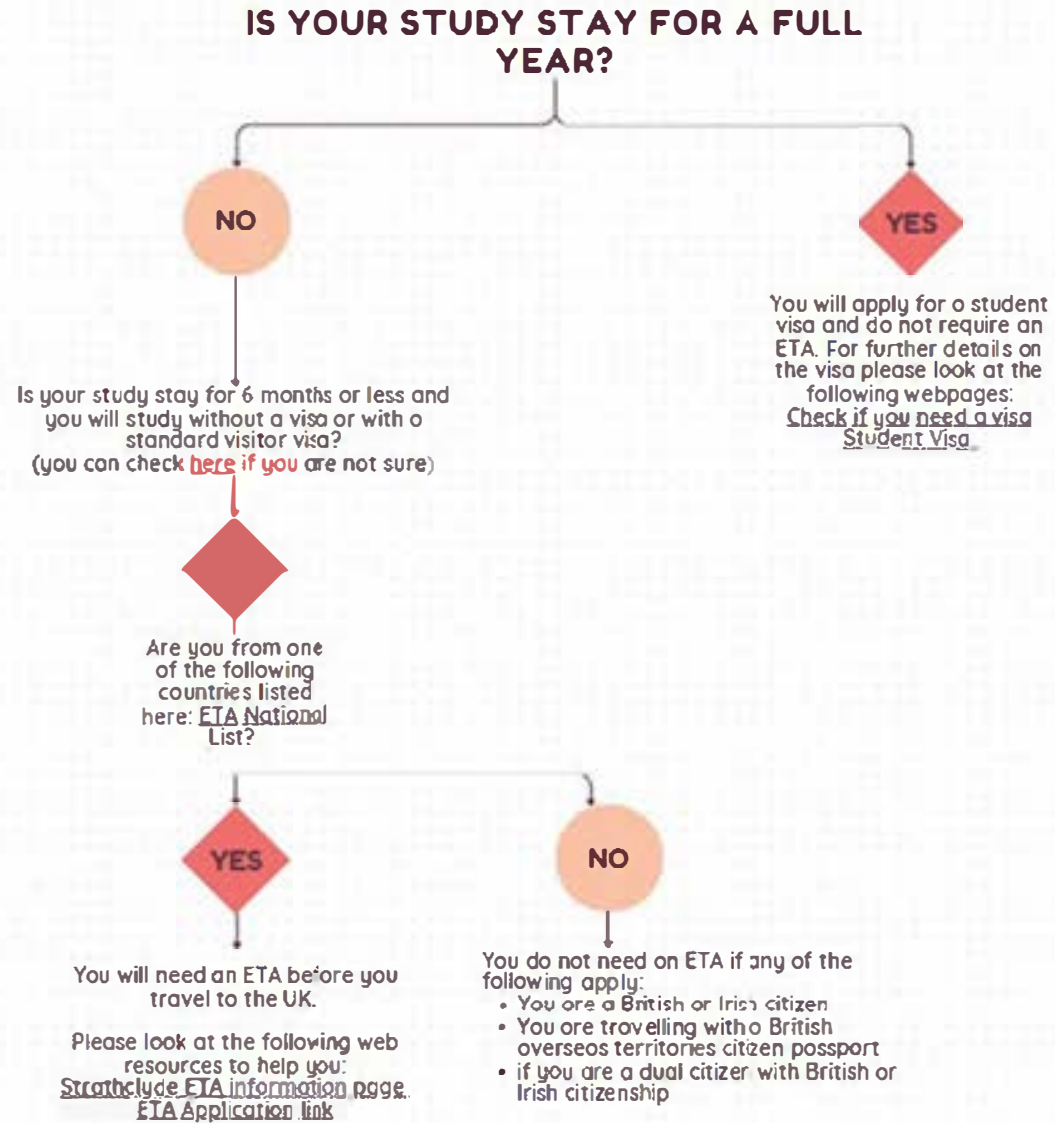 IS YOUR STUDY STAY FOR A FULL
YEAR?
NO
YES
You will apply for o student
visa and do not require an
ETA. For further details on
the visa please look at the
following webpages:
Check if you need a visa
Student Visa
Is your study stay for 6 months or less and
you will study without a visa or with o
standard visitor visa?
(you can check here if you are not sure)
Are you from one
of the following
countries listed
here: ETA National
List?
YES
NO
You will need an ETA before you
travel to the UK.
Please look at the following web
resources to help you:
Strathclyde ETA information page
ETA Application link
You do not need on ETA if any of the
following apply:
• You ore a British or Irish citizen
• You ore trovelling with o British
overseos territories citizen possport
• if you are a dual citizer with British or
Irish citizenship